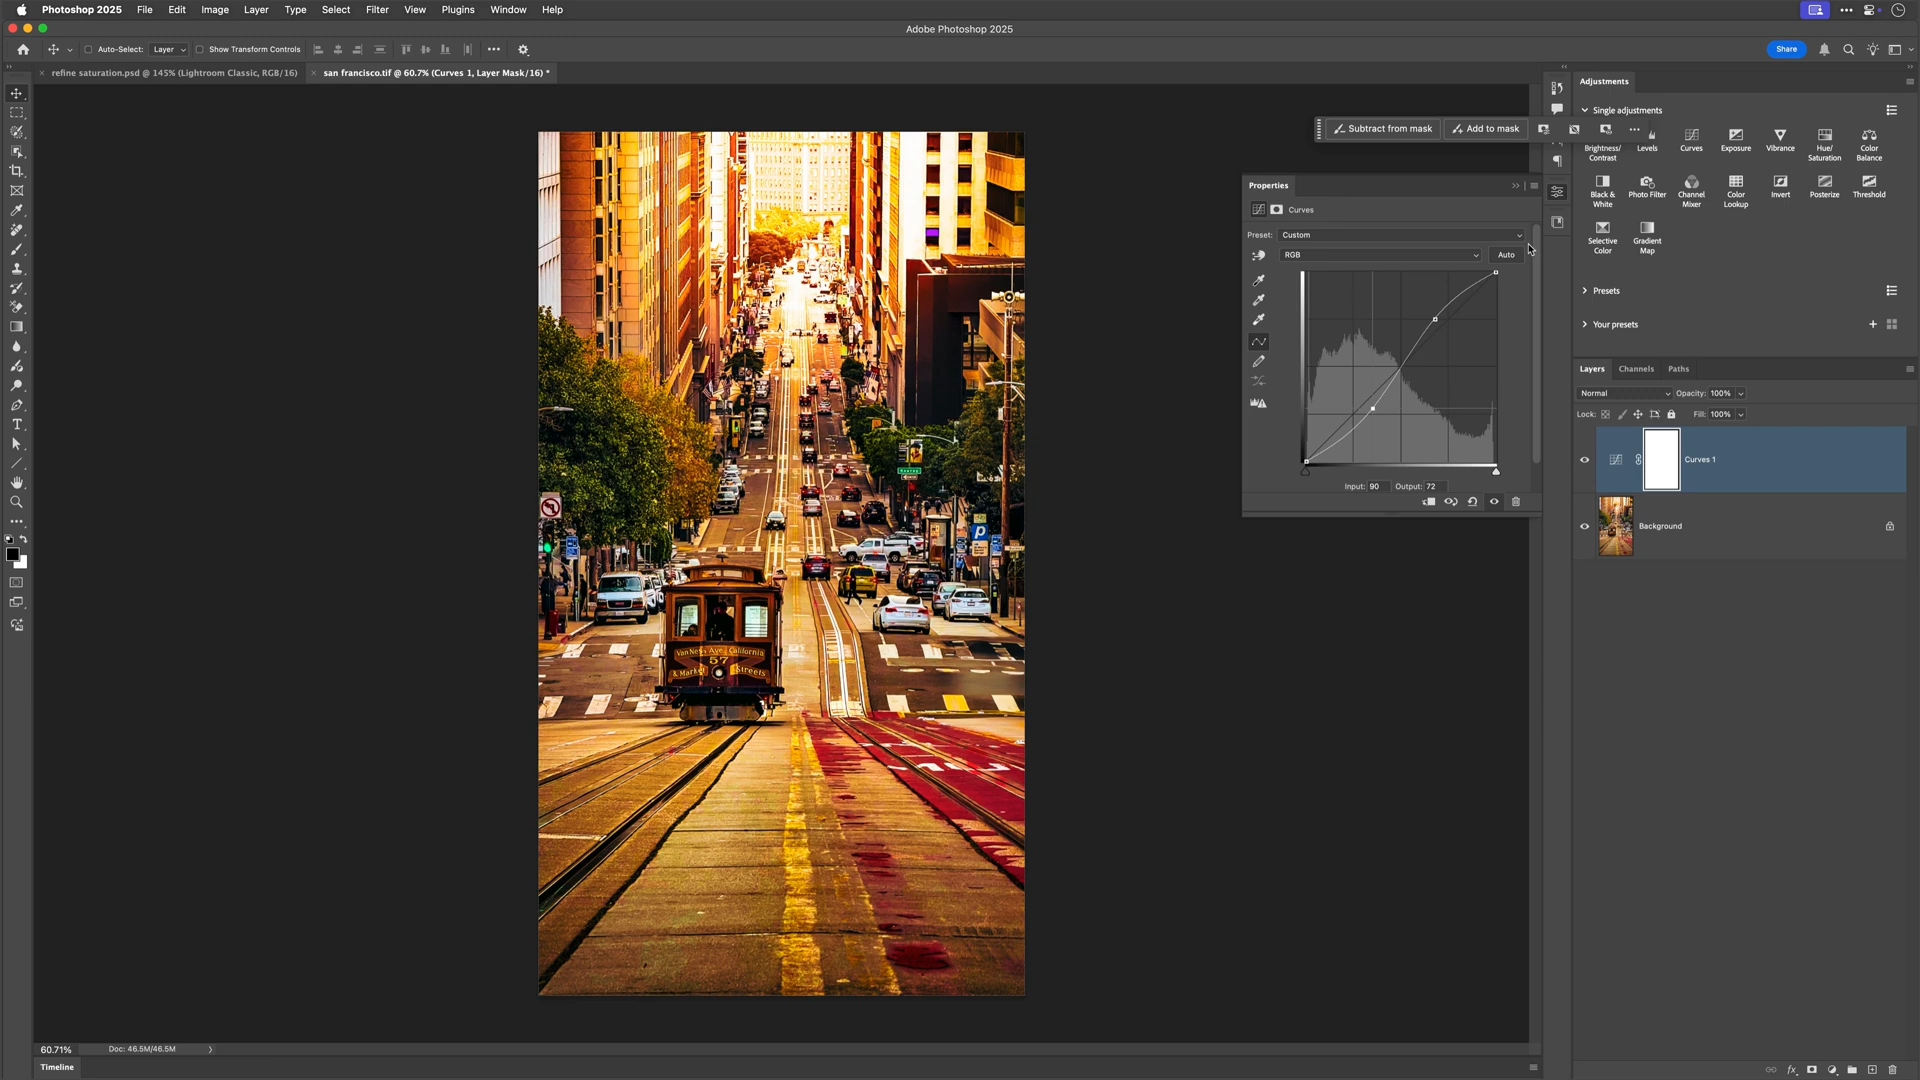 Photoshop 2025 File Edit Image Layer Type Select Filter View Plugins Window Help
Adobe Photoshop 2025
Auto-Select: Layer Show Transform Controls
Share
refine saturation.psd @ 145% (Lightroom Classic, RGB/16)
san francisco.tif @ 60.7% (Curves 1, Layer Mask/16) *
Subtract from mask Add to mask
Properties
Curves
Preset: Custom
RGB Auto
Input: 90 Output: 72
Adjustments
Single adjustments
Brightness/
Contrast
Levels
Curves
Exposure
Vibrance
Hue/
Saturation
Color
Balance
Black &
White
Photo Filter
Channel
Mixer
Color
Lookup
Invert
Posterize
Threshold
Selective
Color
Gradient
Map
Presets
Your presets
Layers Channels Paths
Normal Opacity: 100%
Lock: Fill: 100%
Curves 1
Background
P
Van Ness Ave. California
57
& Market Streets
60.71% Doc: 46.5M/46.5M
Timeline